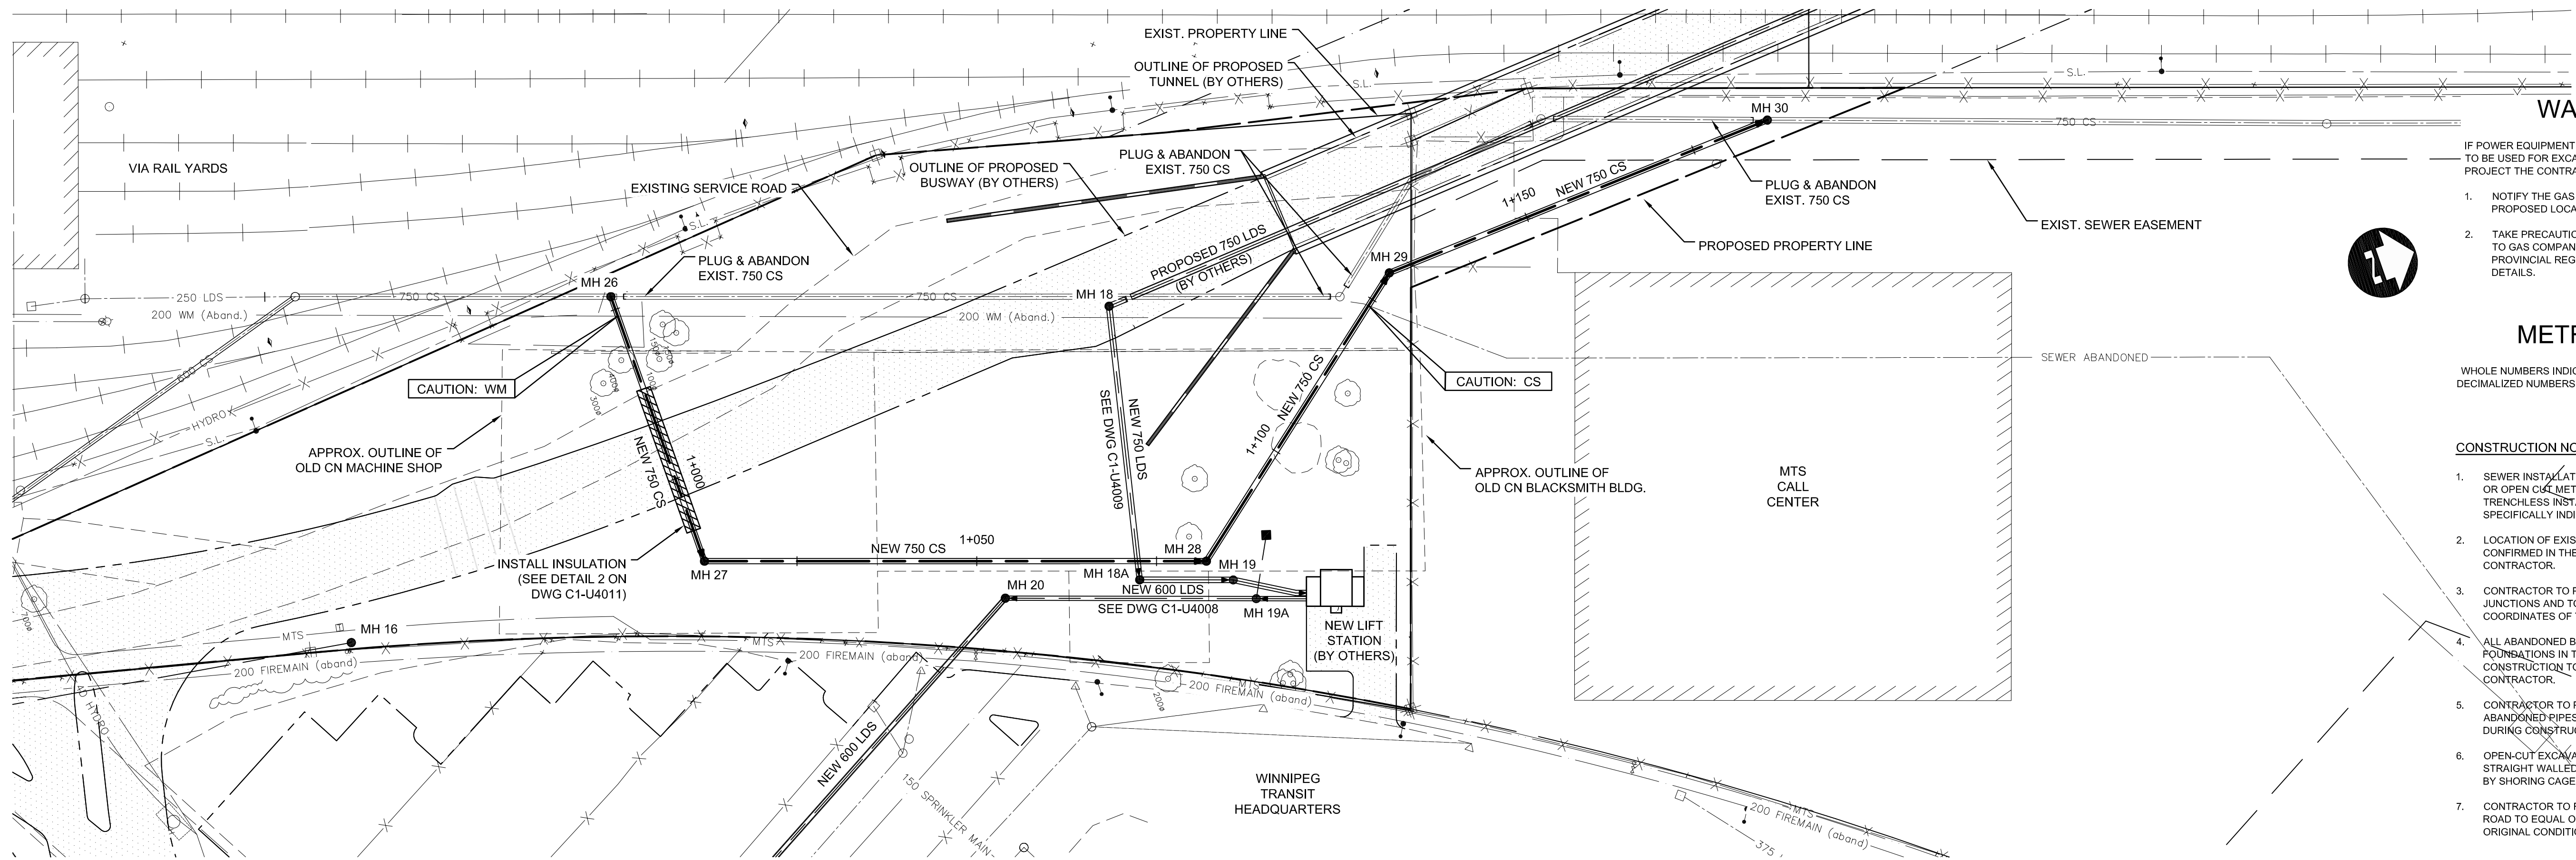 EXIST. PROPERTY LINE
OUTLINE OF PROPOSED
TUNNEL (BY OTHERS)
S.L.
S.L.
MH 30
750 CS
VIA RAIL YARDS
EXISTING SERVICE ROAD
OUTLINE OF PROPOSED
BUSWAY (BY OTHERS)
PLUG & ABANDON
EXIST. 750 CS
1+150
NEW 750 CS
PLUG & ABANDON
EXIST. 750 CS
EXIST. SEWER EASEMENT
PROPOSED PROPERTY LINE
S.L.
PLUG & ABANDON
EXIST. 750 CS
PROPOSED 750 LDS
(BY OTHERS)
MH 29
MH 26
MH 18
250 LDS
750 CS
750 CS
200 WM (Aband.)
200 WM (Aband.)
600 CS
HYDRO
S.L.
CAUTION: WM
150ø
150ø
100ø
400ø
300ø
SEWER ABANDONED
CAUTION: CS
APPROX. OUTLINE OF
OLD CN MACHINE SHOP
NEW 750 CS
1+000
SEE DWG C1-U4009
NEW 750 LDS
NEW 750 CS
1+100
APPROX. OUTLINE OF
OLD CN BLACKSMITH BLDG.
MTS
CALL
CENTER
INSTALL INSULATION
(SEE DETAIL 2 ON
DWG C1-U4011)
MH 27
NEW 750 CS
1+050
MH 28
MH 18A
MH 19
NEW 600 LDS
SEE DWG C1-U4008
MH 20
MH 19A
NEW LIFT
STATION
(BY OTHERS)
MH 16
MTS
MTS
MTS
200 FIREMAIN (aband)
200 FIREMAIN (aband)
200 FIREMAIN (aband)
200ø
700ø
HYDRO
NEW 600 LDS
150 SPRINKLER MAIN
WINNIPEG
TRANSIT
HEADQUARTERS
MTS
200 FIREMAIN (aband)
375
WA
IF POWER EQUIPMENT
TO BE USED FOR EXCA
PROJECT THE CONTRA
1. NOTIFY THE GAS
PROPOSED LOCA
2. TAKE PRECAUTIO
TO GAS COMPAN
PROVINCIAL REG
DETAILS.
METR
WHOLE NUMBERS INDIC
DECIMALIZED NUMBERS
CONSTRUCTION NO
1. SEWER INSTALLAT
OR OPEN CUT MET
TRENCHLESS INST
SPECIFICALLY INDI
2. LOCATION OF EXIS
CONFIRMED IN THE
CONTRACTOR.
3. CONTRACTOR TO P
JUNCTIONS AND TO
COORDINATES OF
4. ALL ABANDONED B
FOUNDATIONS IN T
CONSTRUCTION TO
CONTRACTOR.
5. CONTRACTOR TO P
ABANDONED PIPES
DURING CONSTRU
6. OPEN-CUT EXCAVA
STRAIGHT WALLED
BY SHORING CAGE
7. CONTRACTOR TO
ROAD TO EQUAL O
ORIGINAL CONDITI